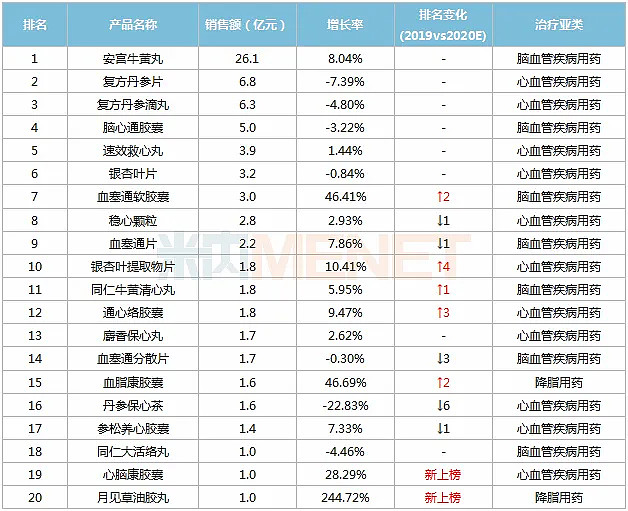 排名 产品名称 销售额（亿元） 增长率 排名变化 治疗亚类
(2019vs2020E)
1 安宫牛黄丸 26.1 8.04% - 脑血管疾病用药
2 复方丹参片 6.8 -7.39% - 心血管疾病用药
3 复方丹参滴丸 6.3 -4.80% - 心血管疾病用药
4 脑心通胶囊 5.0 -3.22% - 脑血管疾病用药
5 速效救心丸 3.9 1.44% - 心血管疾病用药
6 银杏叶片 3.2 -0.84% - 心血管疾病用药
7 血塞通软胶囊 3.0 46.41% ↑2 脑血管疾病用药
8 稳心颗粒 2.8 2.93% ↓1 心血管疾病用药
9 血塞通片 2.2 7.86% ↓1 脑血管疾病用药
10 银杏叶提取物片 1.8 10.41% ↑4 心血管疾病用药
11 同仁牛黄清心丸 1.8 5.95% ↑1 脑血管疾病用药
12 通心络胶囊 1.8 9.47% ↑3 心血管疾病用药
13 麝香保心丸 1.7 2.62% - 心血管疾病用药
14 血塞通分散片 1.7 -0.30% ↓3 脑血管疾病用药
15 血脂康胶囊 1.6 46.69% ↑2 降脂用药
16 丹参保心茶 1.6 -22.83% ↓6 心血管疾病用药
17 参松养心胶囊 1.4 7.33% ↓1 心血管疾病用药
18 同仁大活络丸 1.0 -4.46% - 脑血管疾病用药
19 心脑康胶囊 1.0 28.29% 新上榜 心血管疾病用药
20 月见草油胶丸 1.0 244.72% 新上榜 降脂用药
米内MENET